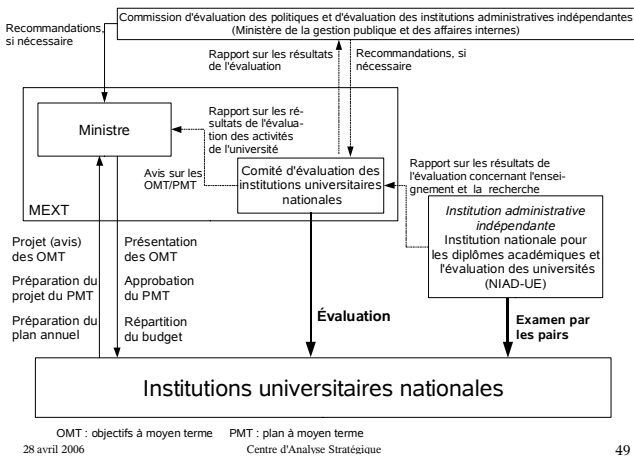 Commission d'évaluation des politiques et d'évaluation des institutions administratives indépendantes
(Ministère de la gestion publique et des affaires internes)
Recommandations,
si nécessaire
Rapport sur les résultats
de l'évaluation
Recommandations, si
nécessaire
Ministre
Rapport sur les ré-
sultats de l'évalua-
tion des activités
de l'université
Avis sur les
OMT/PMT
Comité d'évaluation des
institutions universitaires
nationales
Rapport sur les résultats de
l'évaluation concernant l'ensei-
gnement et la recherche
MEXT
Institution administrative
indépendante
Institution nationale pour
les diplômes académiques et
l'évaluation des universités
(NIAD-UE)
Projet (avis)
des OMT
Préparation du
projet du PMT
Préparation du
plan annuel
Présentation
des OMT
Approbation
du PMT
Répartition
du budget
Évaluation
Examen par
les pairs
Institutions universitaires nationales
OMT : objectifs à moyen terme PMT : plan à moyen terme
28 avril 2006 Centre d'Analyse Stratégique 49